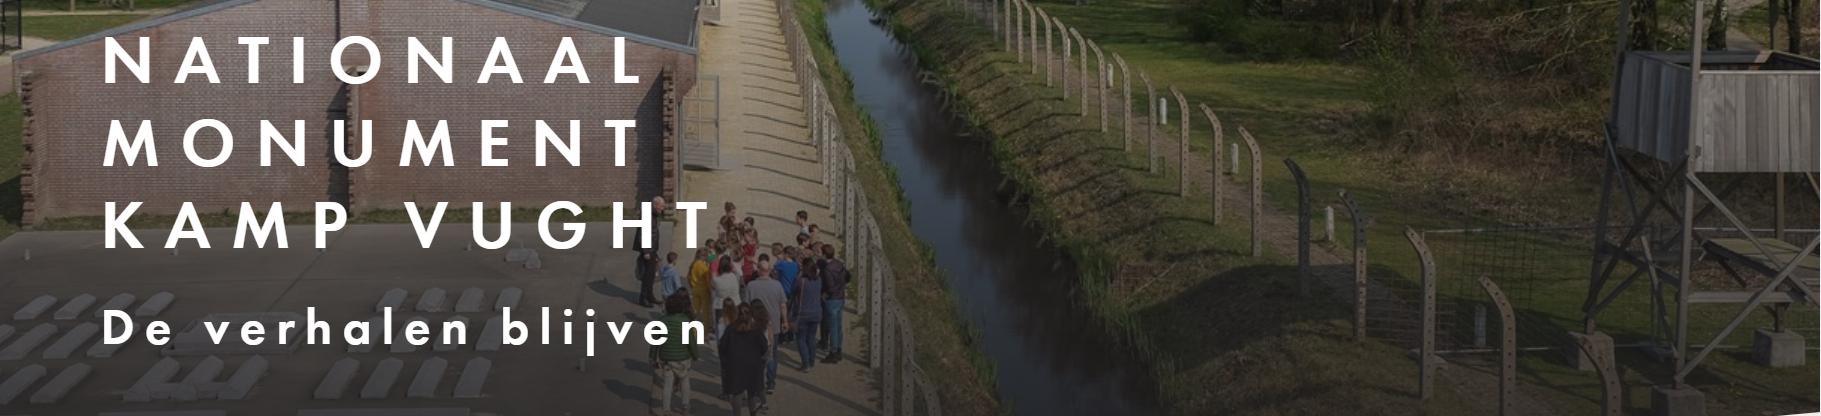 NATIONAAL
MONUMENT
KAMP VUGHT
De verhalen blijven